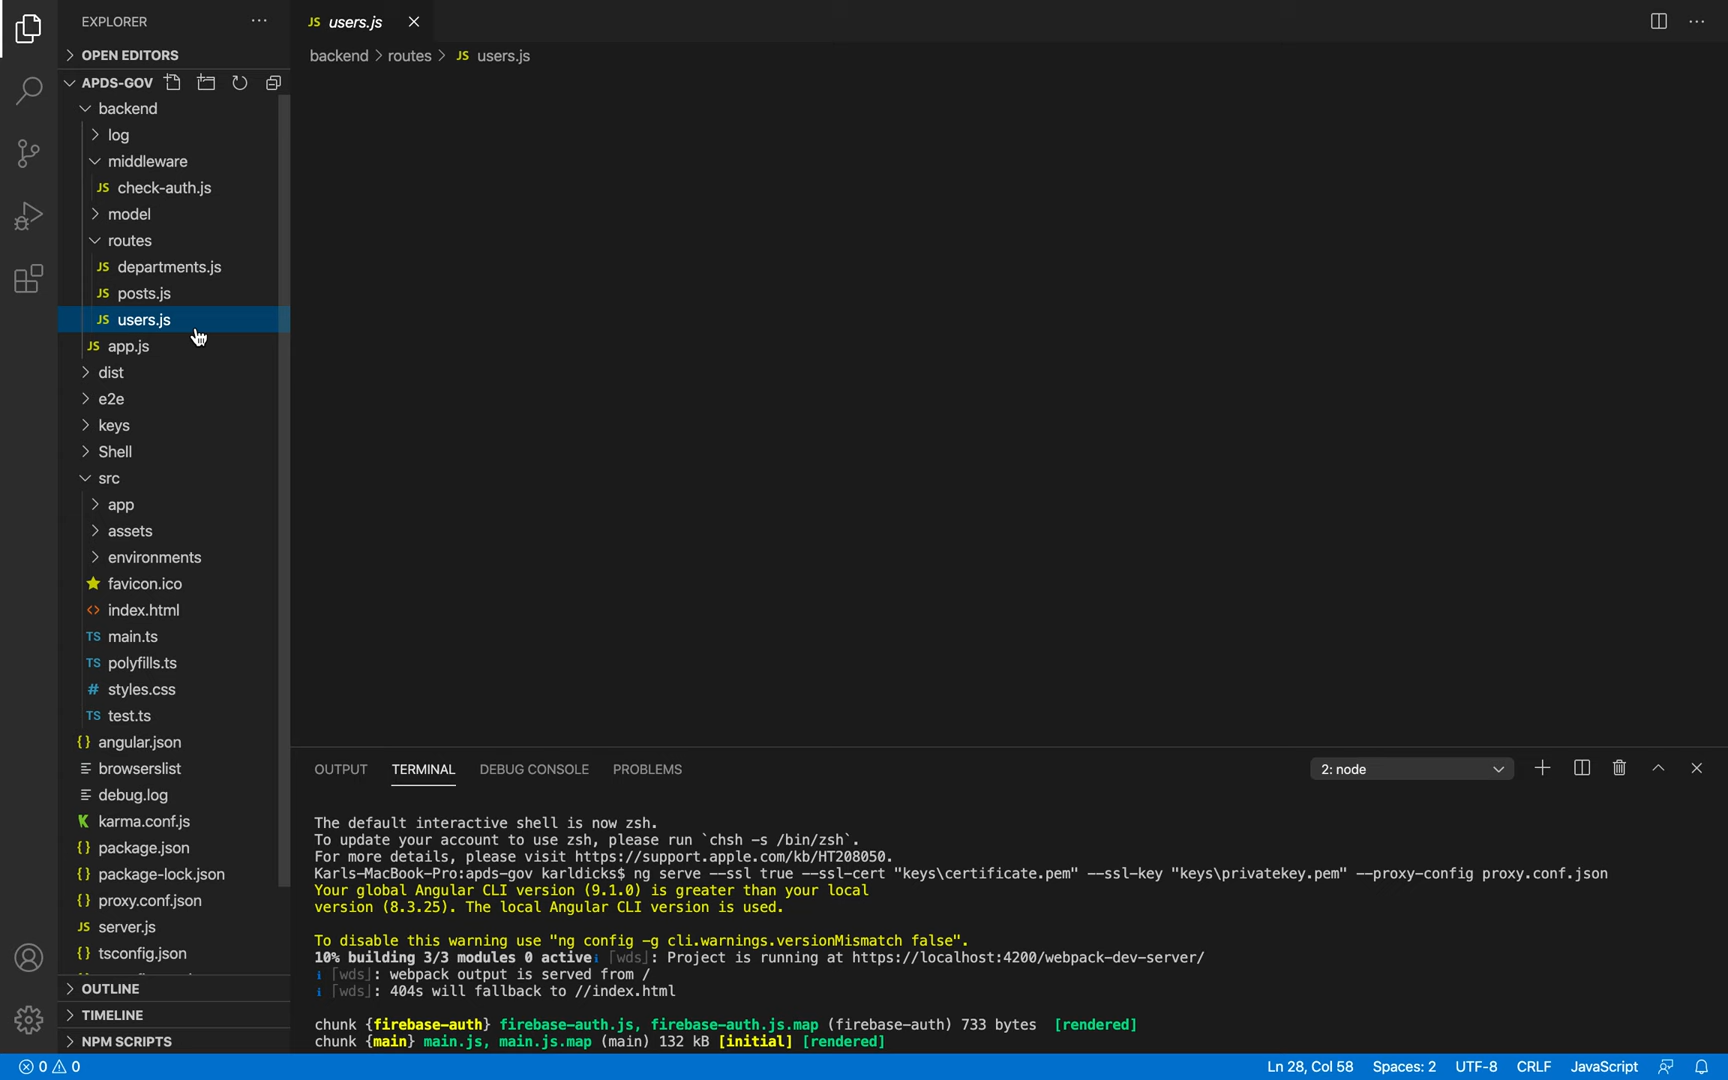 EXPLORER
OPEN EDITORS
APDS-GOV
backend
log
middleware
JS check-auth.js
model
routes
JS departments.js
JS posts.js
JS users.js
JS app.js
dist
e2e
keys
Shell
src
app
assets
environments
favicon.ico
<> index.html
TS main.ts
TS polyfills.ts
# styles.css
TS test.ts
{} angular.json
browserslist
debug.log
K karma.conf.js
{} package.json
{} package-lock.json
{} proxy.conf.json
JS server.js
{} tsconfig.json
OUTLINE
TIMELINE
NPM SCRIPTS
JS users.js
backend > routes > JS users.js
OUTPUT TERMINAL DEBUG CONSOLE PROBLEMS
2: node
The default interactive shell is now zsh.
To update your account to use zsh, please run `chsh -s /bin/zsh`.
For more details, please visit https://support.apple.com/kb/HT208050.
Karls-MacBook-Pro:apds-gov karldicks$ ng serve --ssl true --ssl-cert "keys\certificate.pem" --ssl-key "keys\privatekey.pem" --proxy-config proxy.conf.json
Your global Angular CLI version (9.1.0) is greater than your local
version (8.3.25). The local Angular CLI version is used.
To disable this warning use "ng config -g cli.warnings.versionMismatch false".
10% building 3/3 modules 0 activeℹ ｢wds｣: Project is running at https://localhost:4200/webpack-dev-server/
ℹ ｢wds｣: webpack output is served from /
ℹ ｢wds｣: 404s will fallback to //index.html
chunk {firebase-auth} firebase-auth.js, firebase-auth.js.map (firebase-auth) 733 bytes [rendered]
chunk {main} main.js, main.js.map (main) 132 kB [initial] [rendered]
0 0
Ln 28, Col 58 Spaces: 2 UTF-8 CRLF JavaScript